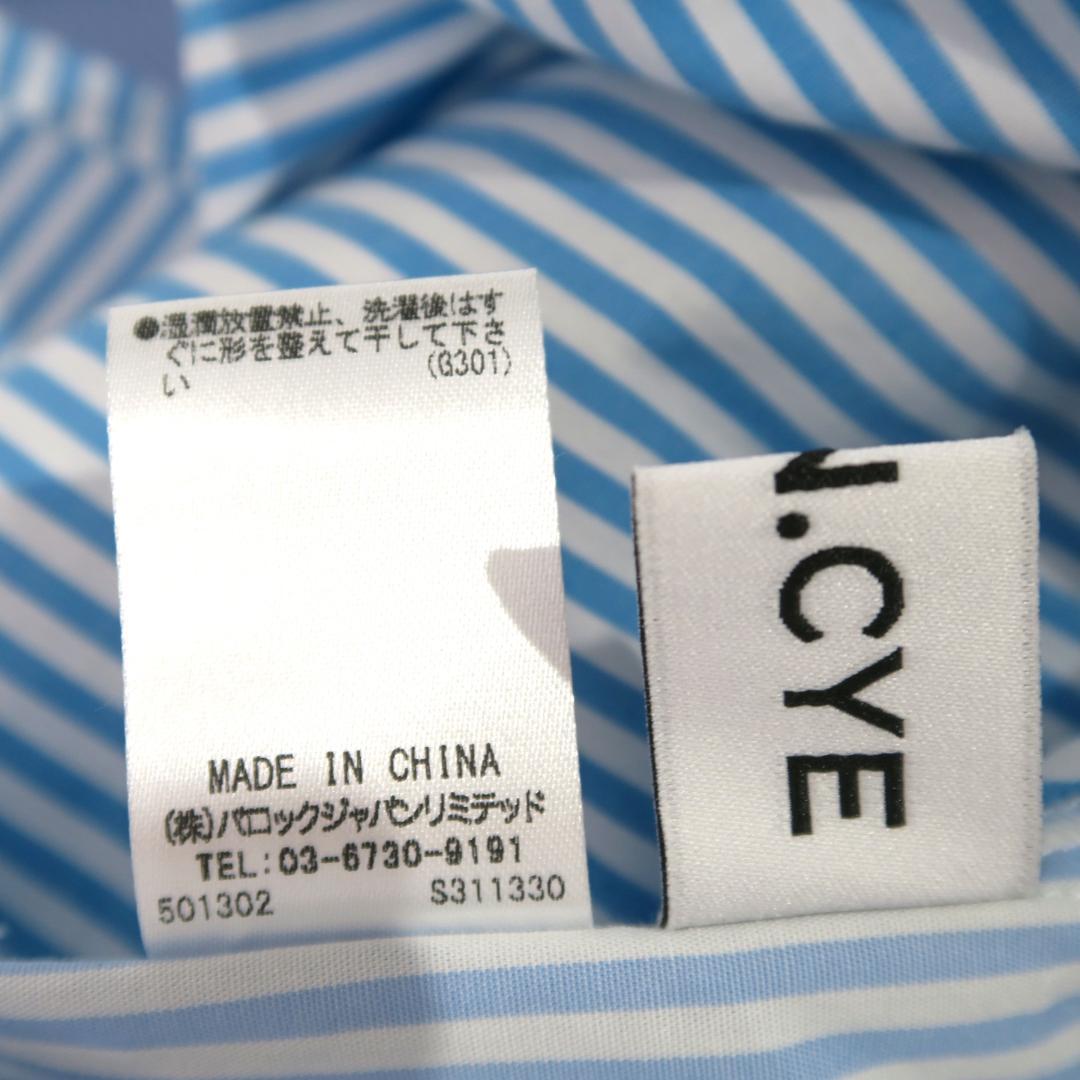 ●湿潤放置禁止、洗濯後はす
ぐに形を整えて干して下さ
い
(G301)
MADE IN CHINA
(株)バロックジャパンリミテッド
TEL:03-6730-9191
501302 S311330
N.CYE